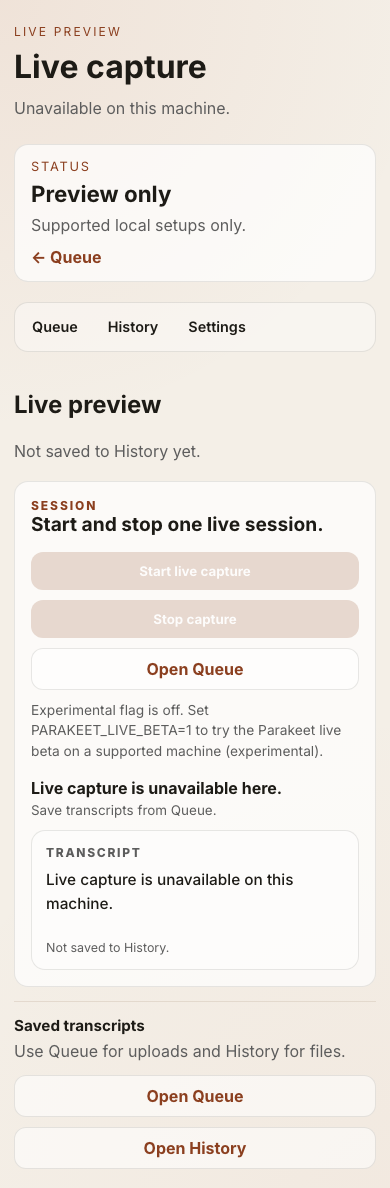 LIVE PREVIEW
Live capture
Unavailable on this machine.
STATUS
Preview only
Supported local setups only.
← Queue
Queue History Settings
Live preview
Not saved to History yet.
SESSION
Start and stop one live session.
Start live capture
Stop capture
Open Queue
Experimental flag is off. Set
PARAKEET_LIVE_BETA=1 to try the Parakeet live
beta on a supported machine (experimental).
Live capture is unavailable here.
Save transcripts from Queue.
TRANSCRIPT
Live capture is unavailable on this
machine.
Not saved to History.
Saved transcripts
Use Queue for uploads and History for files.
Open Queue
Open History